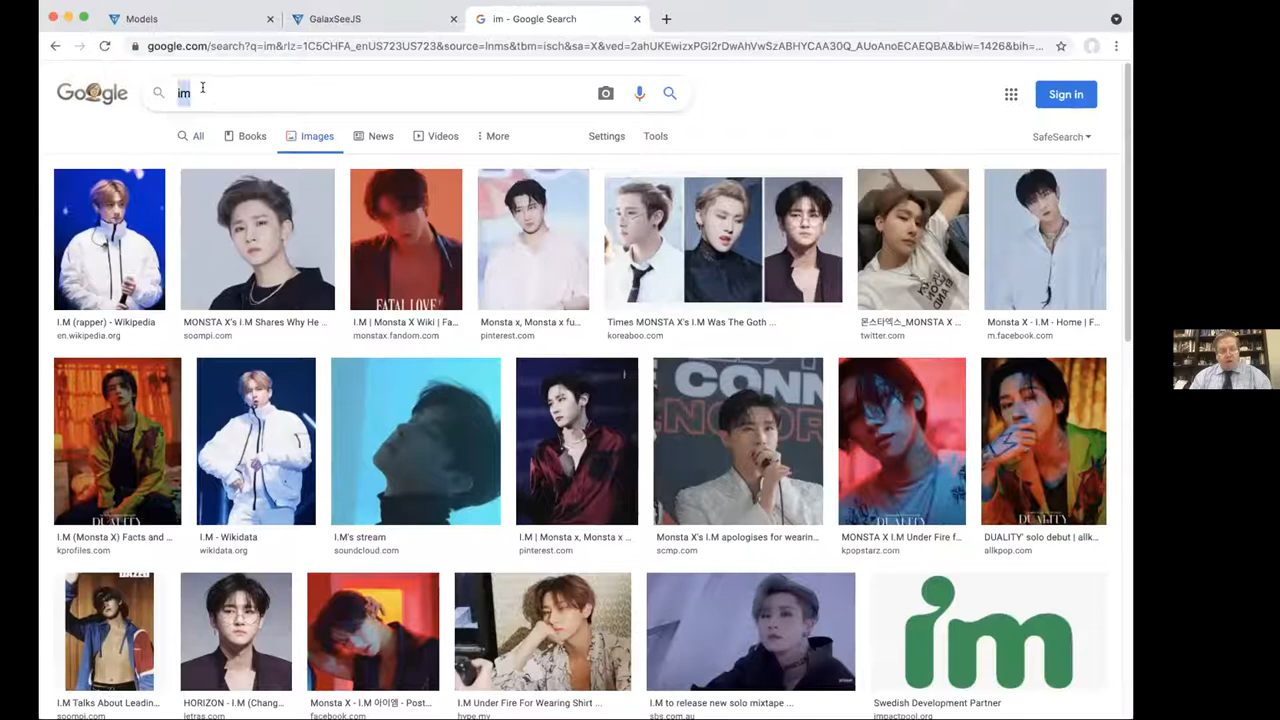 Models
GalaxSeeJS
im - Google Search
google.com/search?q=im&rlz=1C5CHFA_enUS723US723&source=lnms&tbm=isch&sa=X&ved=2ahUKEwizxPGl2rDwAhVwSzABHYCAA30Q_AUoAnoECAEQBA&biw=1426&bih=...
Google
im
Sign in
All
Books
Images
News
Videos
More
Settings
Tools
SafeSearch
FATAL LOVE
I.M (rapper) - Wikipedia
en.wikipedia.org
MONSTA X's I.M Shares Why He ...
soompi.com
I.M | Monsta X Wiki | Fa...
monstax.fandom.com
Monsta x, Monsta x fu...
pinterest.com
Times MONSTA X's I.M Was The Goth ...
koreaboo.com
몬스타엑스_MONSTA X ...
twitter.com
Monsta X - I.M - Home | F...
m.facebook.com
DUALITY
DUALITY
I.M (Monsta X) Facts and ...
kprofiles.com
I.M - Wikidata
wikidata.org
I.M's stream
soundcloud.com
I.M | Monsta x, Monsta x ...
pinterest.com
Monsta X's I.M apologises for wearin...
scmp.com
MONSTA X I.M Under Fire f...
kpopstarz.com
DUALITY' solo debut | allk...
allkpop.com
im
I.M Talks About Leadin...
soompi.com
HORIZON - I.M (Chang...
letras.com
Monsta X - I.M 아이엠 - Post...
facebook.com
I.M Under Fire For Wearing Shirt ...
hype.my
I.M to release new solo mixtape ...
sbs.com.au
Swedish Development Partner
impactpool.org